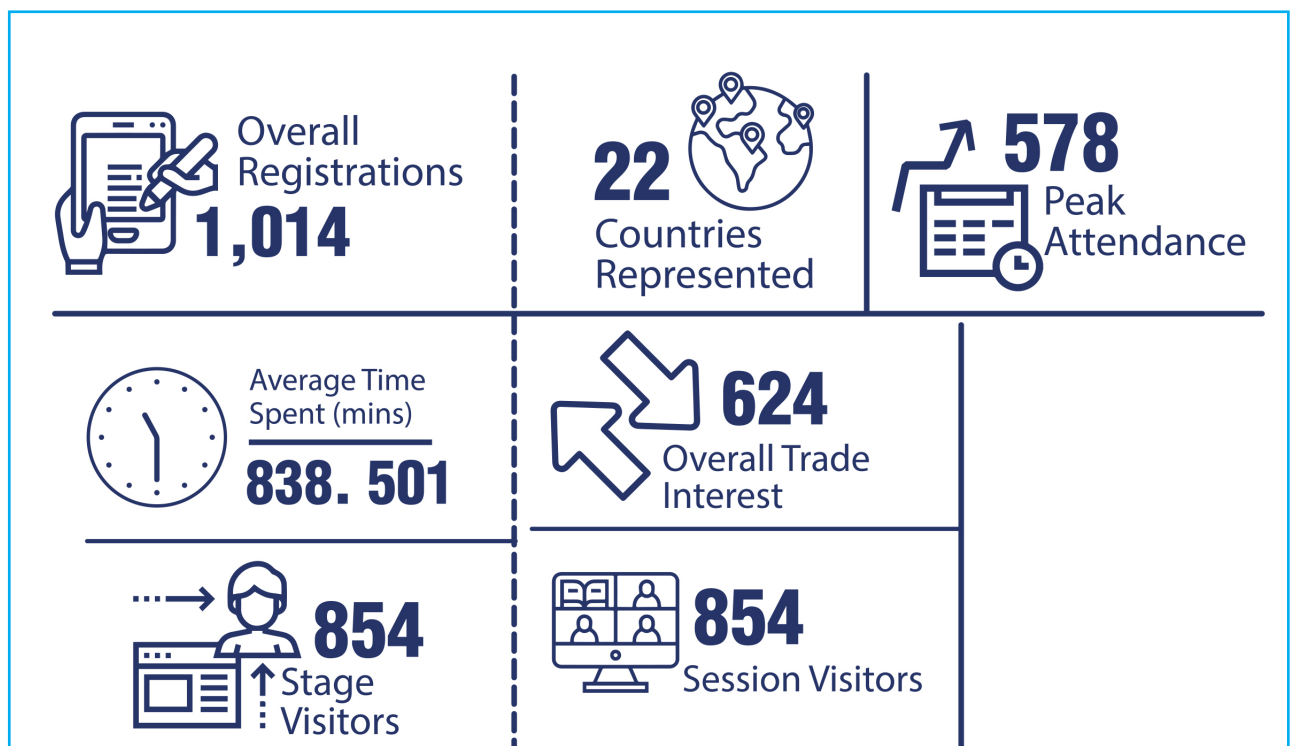 Overall
Registrations
1,014
22
Countries
Represented
578
Peak
Attendance
Average Time
Spent (mins)
838. 501
624
Overall Trade
Interest
854
Stage
Visitors
854
Session Visitors